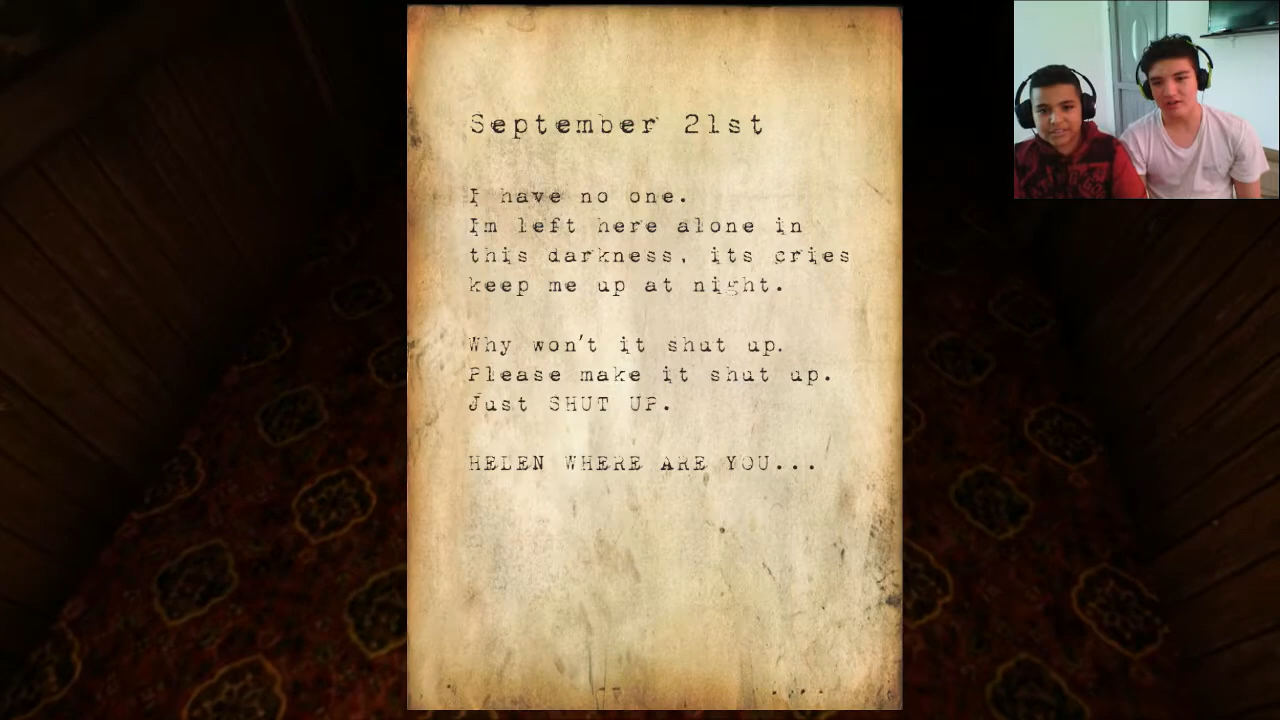 September 21st
I have no one.
Im left here alone in
this darkness, its cries
keep me up at night.
Why won't it shut up.
Please make it shut up.
Just SHUT UP.
HELEN WHERE ARE YOU...